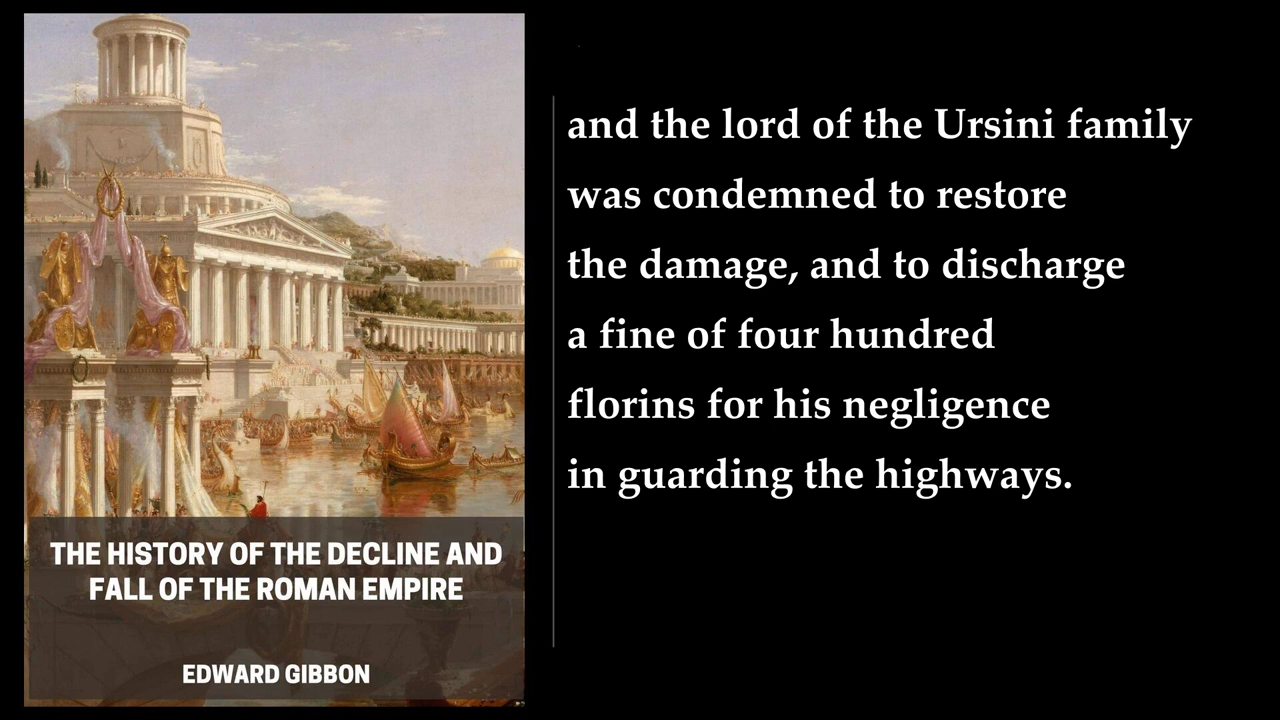 THE HISTORY OF THE DECLINE AND
FALL OF THE ROMAN EMPIRE
EDWARD GIBBON
and the lord of the Ursini family
was condemned to restore
the damage, and to discharge
a fine of four hundred
florins for his negligence
in guarding the highways.